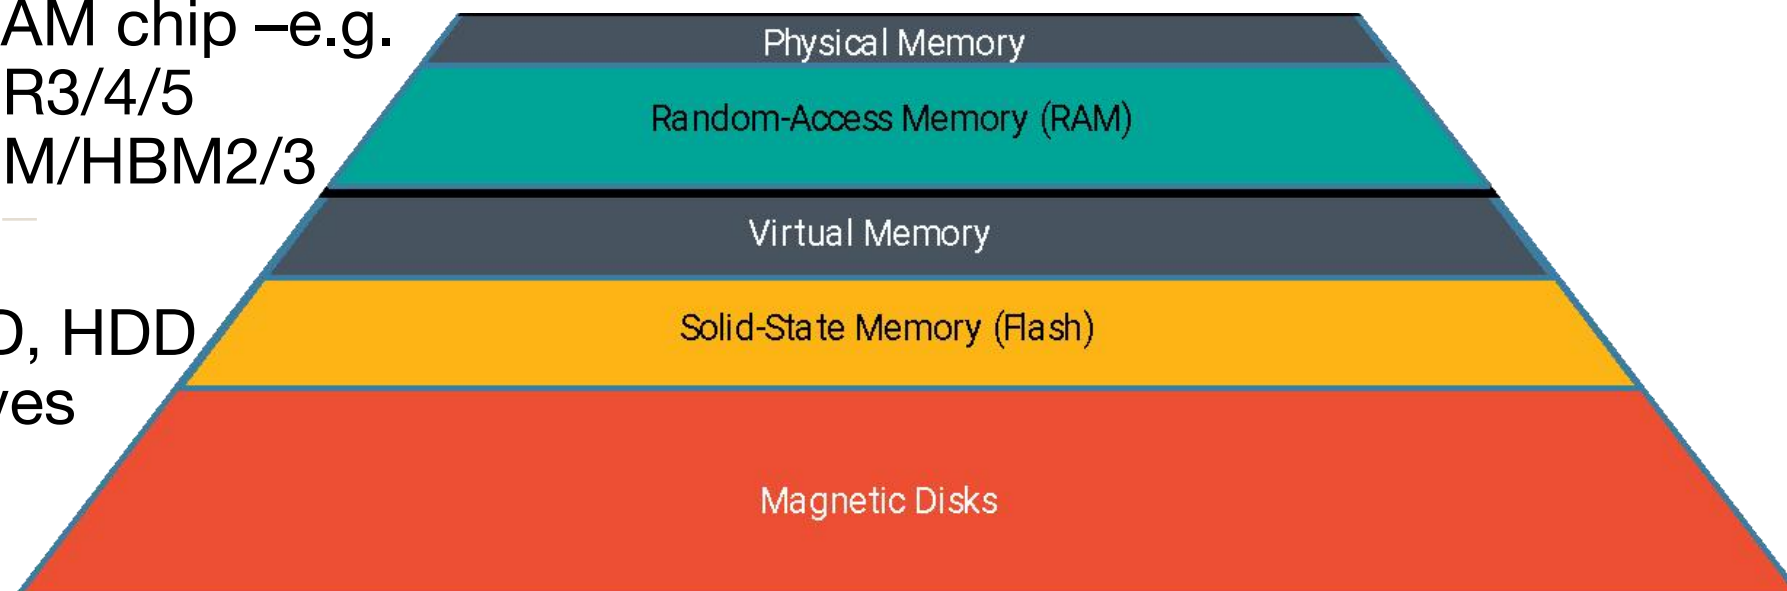 AM chip –e.g.
R3/4/5
M/HBM2/3
D, HDD
ves
Physical Memory
Random-Access Memory (RAM)
Virtual Memory
Solid-State Memory (Flash)
Magnetic Disks